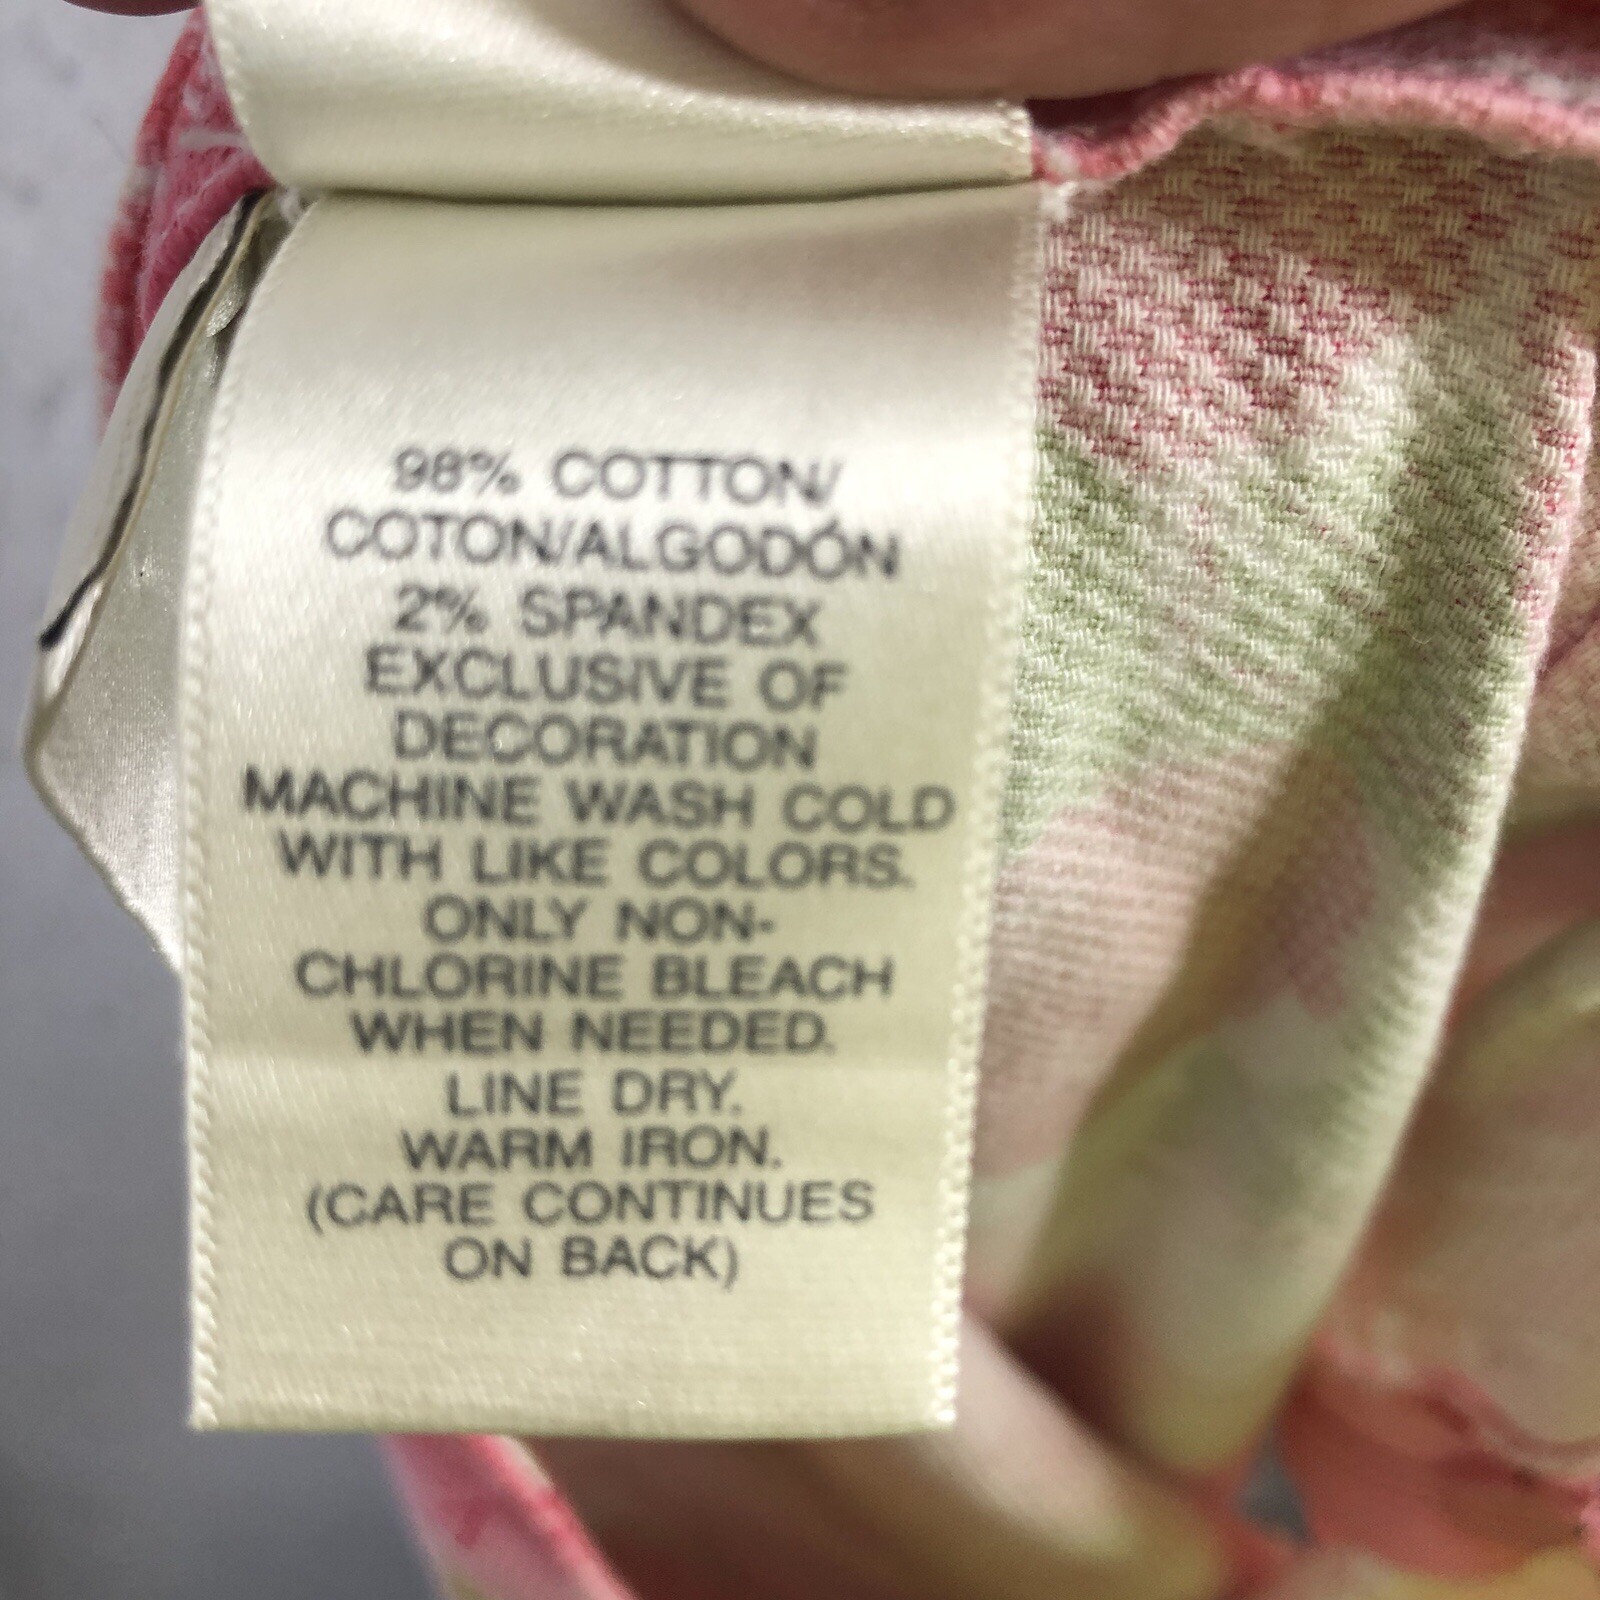 98% COTTON/
COTON/ALGODÓN
2% SPANDEX
EXCLUSIVE OF
DECORATION
MACHINE WASH COLD
WITH LIKE COLORS.
ONLY NON-
CHLORINE BLEACH
WHEN NEEDED.
LINE DRY.
WARM IRON.
(CARE CONTINUES
ON BACK)